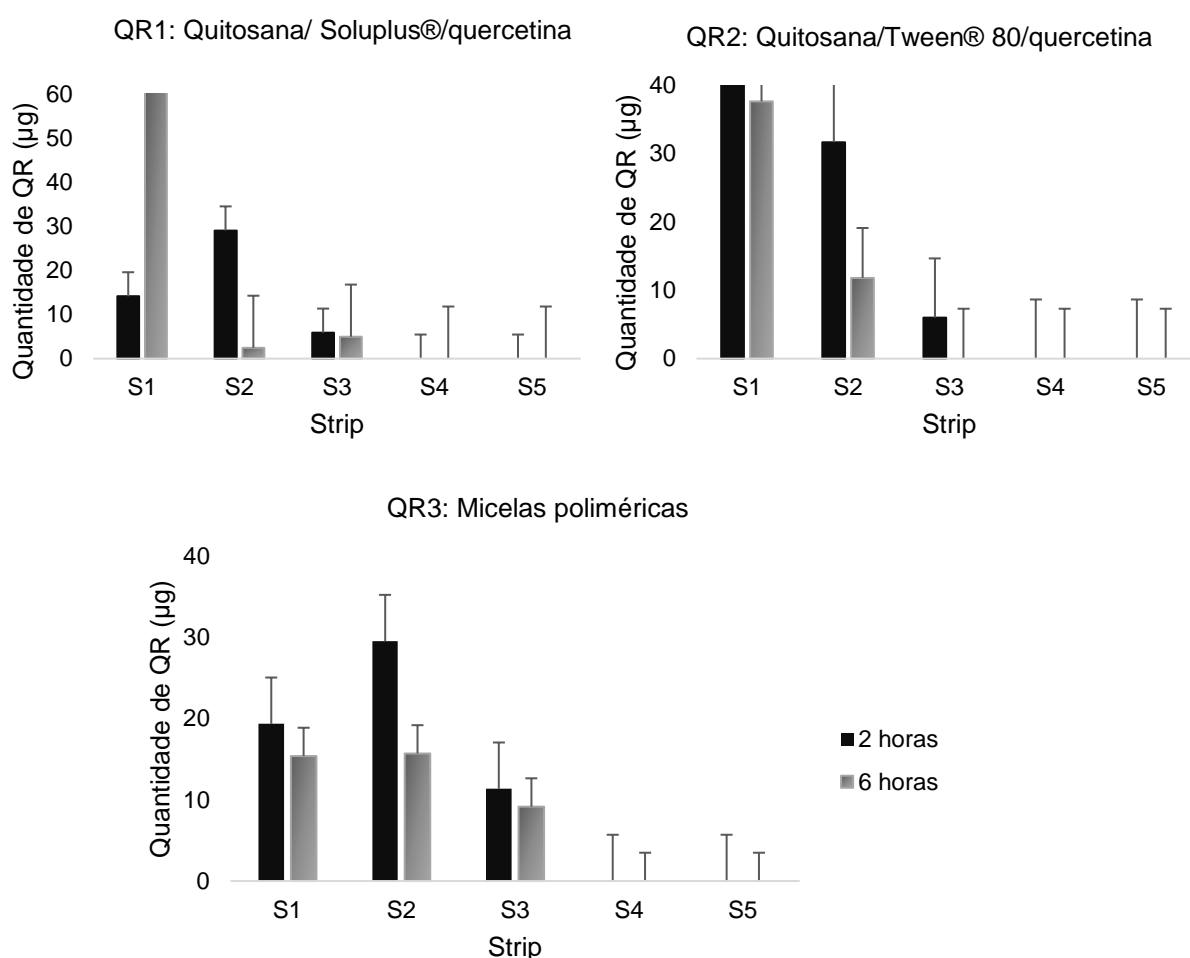 QR1: Quitosana/ Soluplus®/quercetina
Quantidade de QR (µg)
60
50
40
30
20
10
0
S1 S2 S3 S4 S5
Strip
QR2: Quitosana/Tween® 80/quercetina
Quantidade de QR (µg)
40
30
20
10
0
S1 S2 S3 S4 S5
Strip
QR3: Micelas poliméricas
Quantidade de QR (µg)
40
30
20
10
0
S1 S2 S3 S4 S5
Strip
2 horas
6 horas